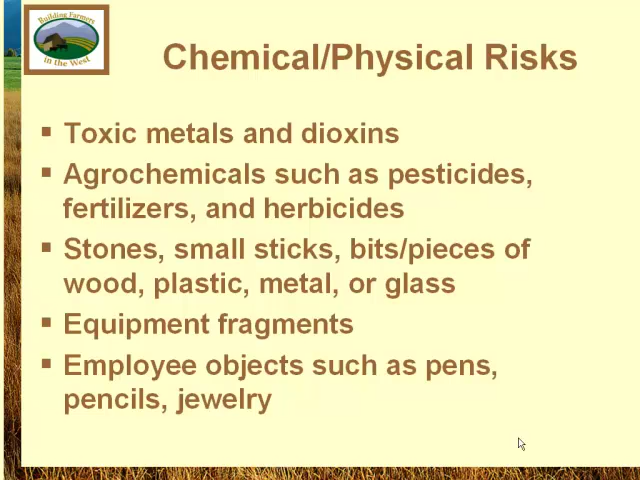 Building Farmers
in the West
Chemical/Physical Risks
▪ Toxic metals and dioxins
▪ Agrochemicals such as pesticides,
fertilizers, and herbicides
▪ Stones, small sticks, bits/pieces of
wood, plastic, metal, or glass
▪ Equipment fragments
▪ Employee objects such as pens,
pencils, jewelry